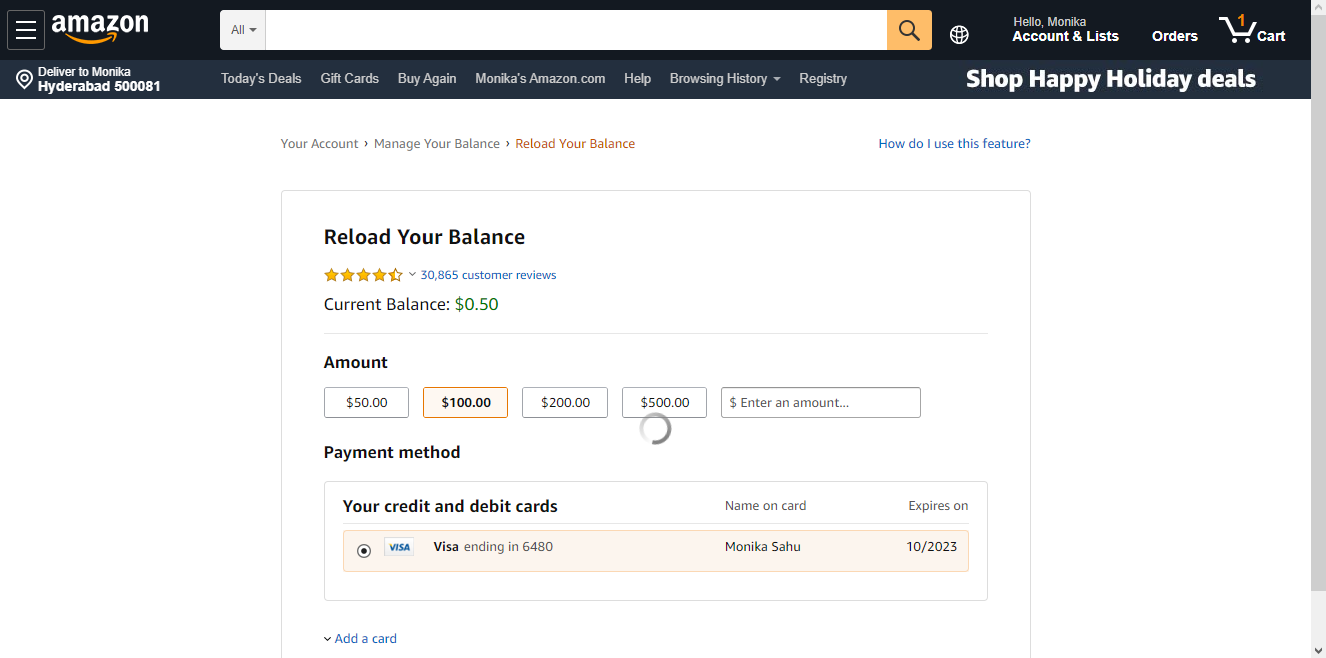 amazon
All
Hello, Monika
Account & Lists
Orders
1
Cart
Deliver to Monika
Hyderabad 500081
Today's Deals
Gift Cards
Buy Again
Monika's Amazon.com
Help
Browsing History
Registry
Shop Happy Holiday deals
Your Account › Manage Your Balance › Reload Your Balance
How do I use this feature?
Reload Your Balance
30,865 customer reviews
Current Balance: $0.50
Amount
$50.00
$100.00
$200.00
$500.00
$ Enter an amount...
Payment method
Your credit and debit cards
Name on card
Expires on
VISA
Visa ending in 6480
Monika Sahu
10/2023
Add a card